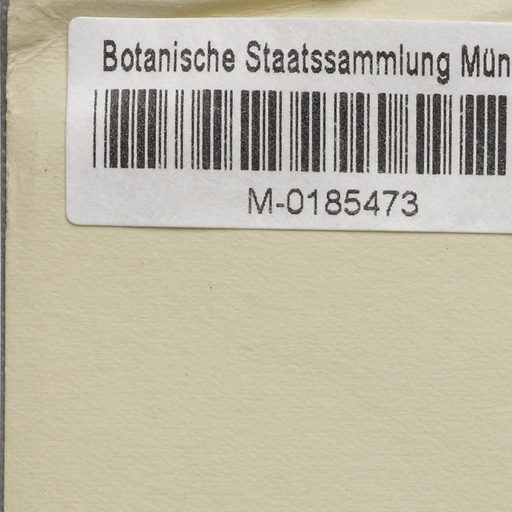 Botanische Staatssammlung Mün
M-0185473